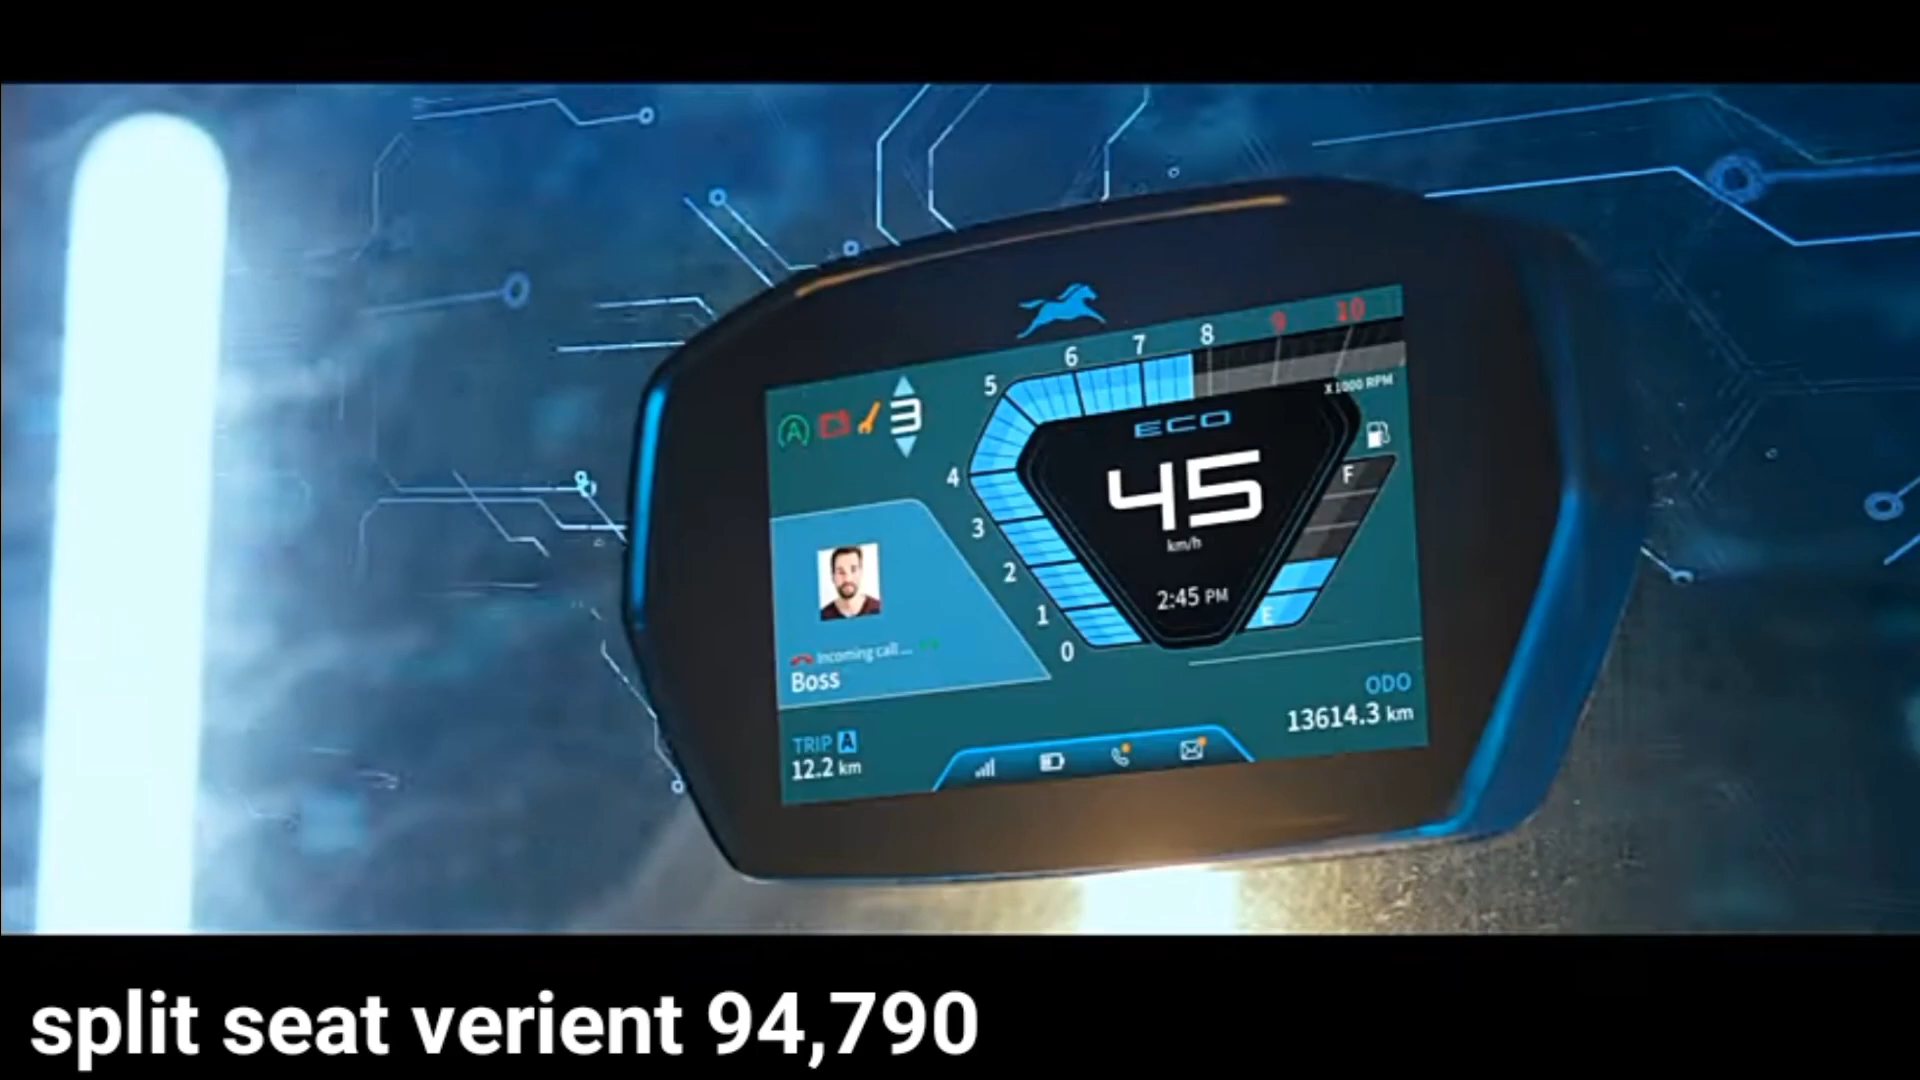 5 6 7 8 9 10
X 1000 RPM
A 3
ECO
4
45
F
3
km/h
2
2:45 PM
1
E
0
Incoming call ...
Boss
ODO
13614.3 km
TRIP A
12.2 km
split seat verient 94,790